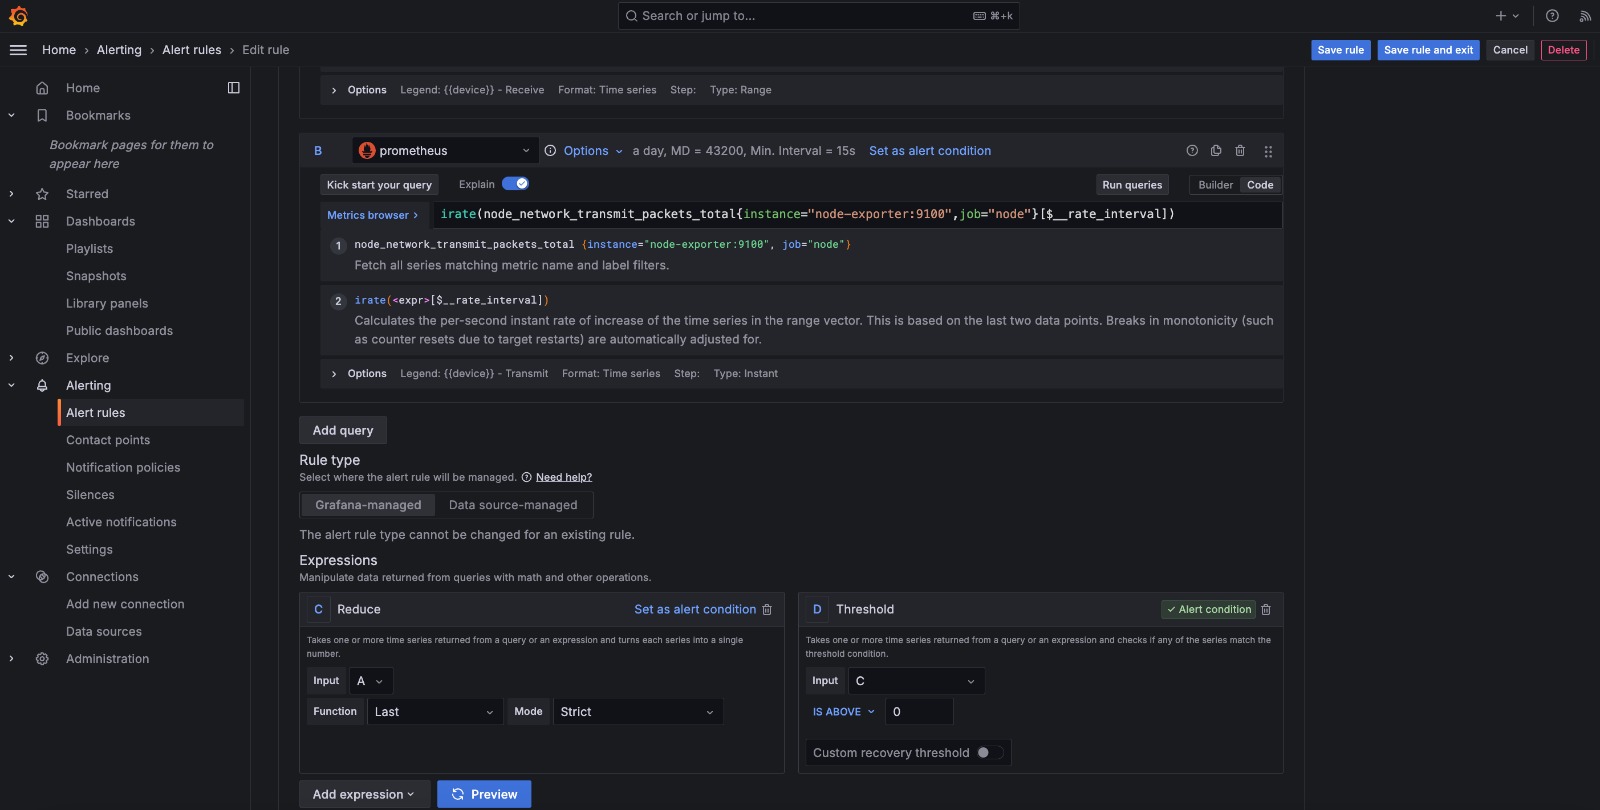 Search or jump to...
⌘+k
Home › Alerting › Alert rules › Edit rule
Save rule
Save rule and exit
Cancel
Delete
Home
Bookmarks
Bookmark pages for them to
appear here
Starred
Dashboards
Playlists
Snapshots
Library panels
Public dashboards
Explore
Alerting
Alert rules
Contact points
Notification policies
Silences
Active notifications
Settings
Connections
Add new connection
Data sources
Administration
Options Legend: {{device}} - Receive Format: Time series Step: Type: Range
B prometheus Options a day, MD = 43200, Min. Interval = 15s Set as alert condition
Kick start your query Explain Run queries Builder Code
Metrics browser › irate(node_network_transmit_packets_total{instance="node-exporter:9100",job="node"}[$__rate_interval])
1 node_network_transmit_packets_total {instance="node-exporter:9100", job="node"}
Fetch all series matching metric name and label filters.
2 irate(<expr>[$__rate_interval])
Calculates the per-second instant rate of increase of the time series in the range vector. This is based on the last two data points. Breaks in monotonicity (such
as counter resets due to target restarts) are automatically adjusted for.
Options Legend: {{device}} - Transmit Format: Time series Step: Type: Instant
Add query
Rule type
Select where the alert rule will be managed. Need help?
Grafana-managed Data source-managed
The alert rule type cannot be changed for an existing rule.
Expressions
Manipulate data returned from queries with math and other operations.
C Reduce Set as alert condition
Takes one or more time series returned from a query or an expression and turns each series into a single
number.
Input A
Function Last Mode Strict
D Threshold Alert condition
Takes one or more time series returned from a query or an expression and checks if any of the series match the
threshold condition.
Input C
IS ABOVE 0
Custom recovery threshold
Add expression Preview